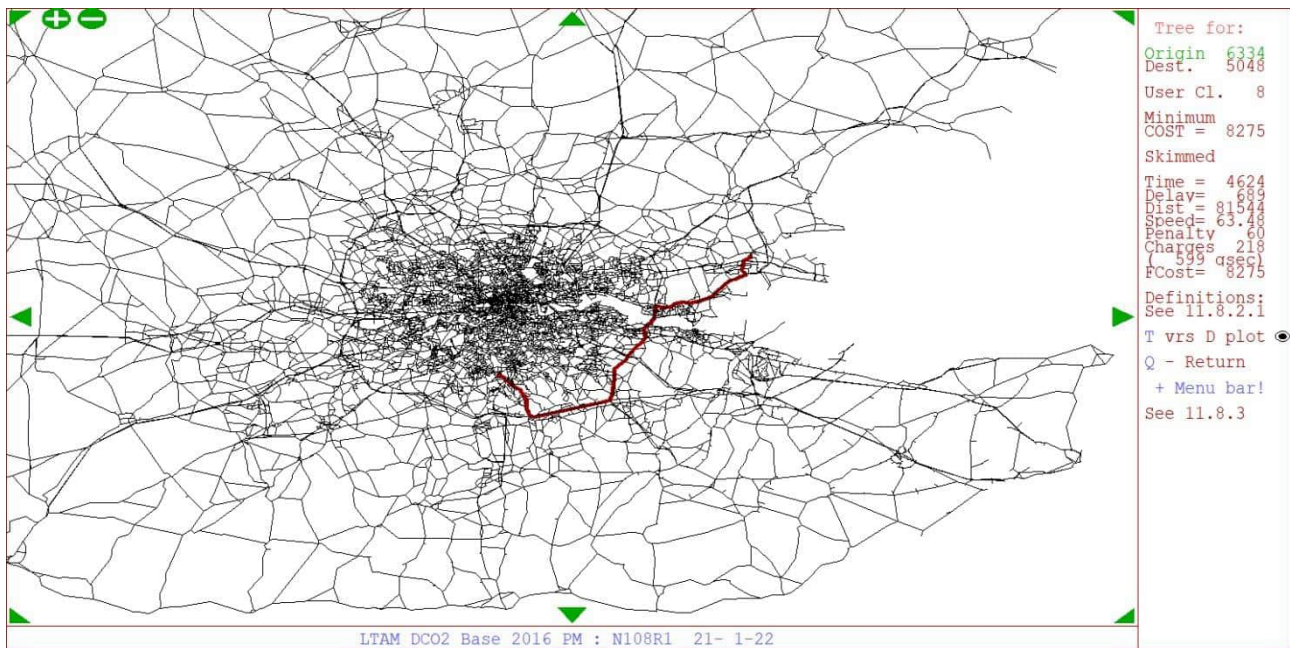 Tree for:
Origin 6334
Dest. 5048
User Cl. 8
Minimum
COST = 8275
Skimmed
Time = 4624
Delay= 689
Dist = 81544
Speed= 63.48
Penalty 60
Charges 218
( 599 gsec)
FCost= 8275
Definitions:
See 11.8.2.1
T vrs D plot
Q - Return
+ Menu bar!
See 11.8.3
LTAM DCO2 Base 2016 PM : N108R1 21- 1-22